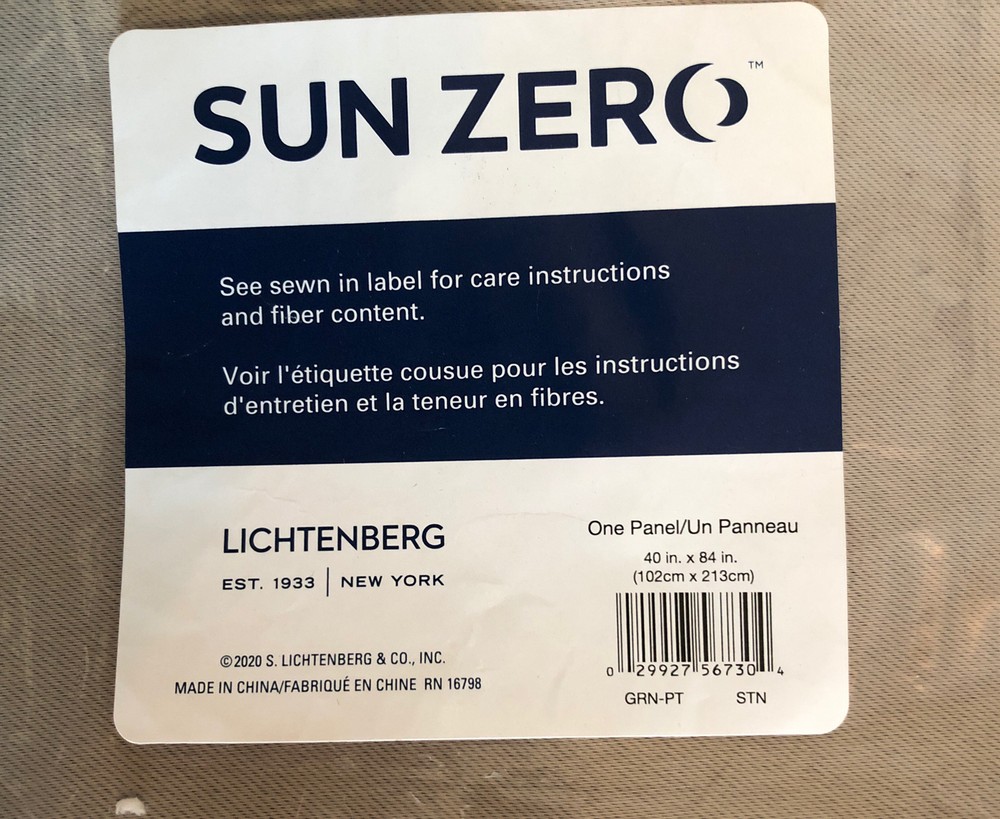 SUN ZERO™
See sewn in label for care instructions
and fiber content.
Voir l'étiquette cousue pour les instructions
d'entretien et la teneur en fibres.
LICHTENBERG
EST. 1933 | NEW YORK
©2020 S. LICHTENBERG & CO., INC.
MADE IN CHINA/FABRIQUÉ EN CHINE RN 16798
One Panel/Un Panneau
40 in. x 84 in.
(102cm x 213cm)
0 29927 56730 4
GRN-PT STN